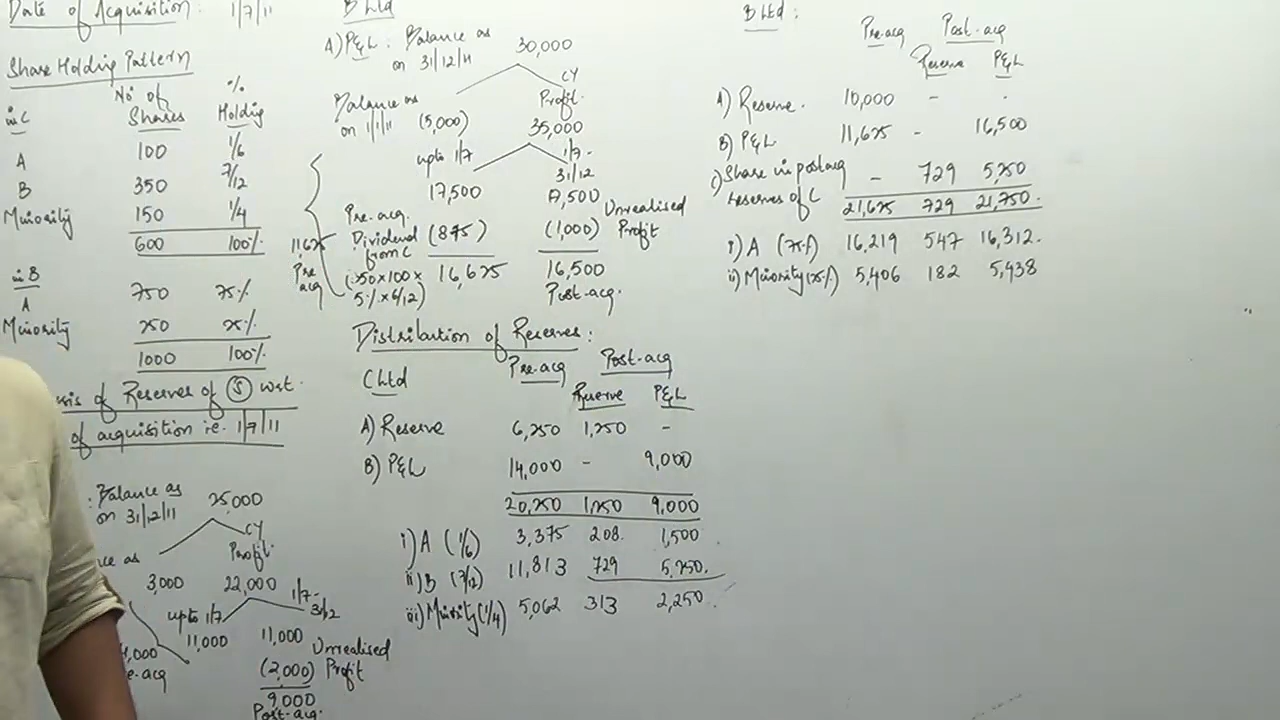 Date of Acquisition: 1/7/11
Share Holding Pattern
No of %
in C Shares Holding
A 100 1/6
B 350 7/12
Minority 150 1/4
600 100%
in B
A 750 75%
Minority 250 25%
1000 100%
of Reserves of (S) wrt.
of acquisition i.e. 1/7/11
: Balance as 25,000
on 31/12/11
CY
Profit
as 3,000 22,000
upto 1/7 1/7 -
31/12
11,000 11,000 Unrealised
(2,000) Profit
9,000
Post-acq.
B Ltd
A) P&L : Balance as 30,000
on 31/12/11
CY
Balance as Profit
on 1/1/11 (5,000) 35,000
upto 1/7 1/7 -
31/12
17,500 17,500 Unrealised
Pre-acq. (875) (1,000) Profit
Dividend
from C 16,625 16,500
(350x100x Post-acq.
5%x6/12)
11,625
Pre
acq
Distribution of Reserves :
C Ltd Pre-acq Post-acq
Reserve P&L
A) Reserve 6,250 1,250 -
B) P&L 14,000 - 9,000
20,250 1,250 9,000
i) A (1/6) 3,375 208 1,500
ii) B (7/12) 11,813 729 5,250
iii) Minority (1/4) 5,062 313 2,250
B Ltd :
Pre-acq Post-acq
Reserve P&L
A) Reserve 10,000 - .
B) P&L 11,625 - 16,500
c) Share in postacq - 729 5,250
reserves of C
21,625 729 21,750.
i) A (75%) 16,219 547 16,312.
ii) Minority (25%) 5,406 182 5,438